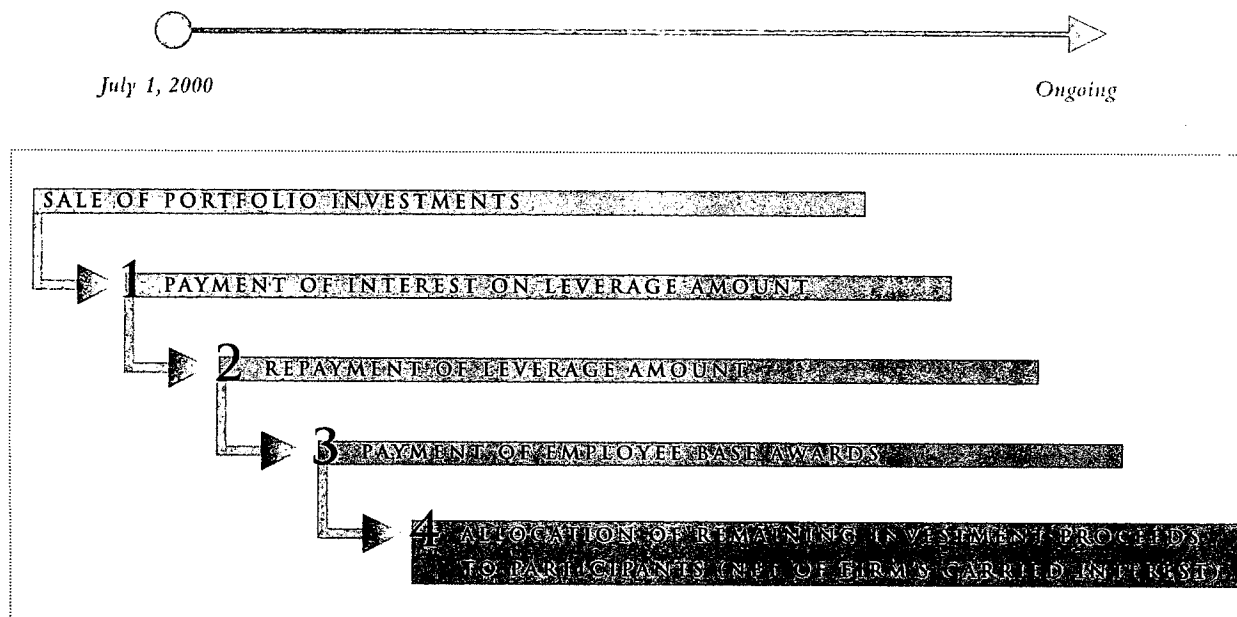 July 1, 2000
Ongoing
SALE OF PORTFOLIO INVESTMENTS
1 PAYMENT OF INTEREST ON LEVERAGE AMOUNT
2 REPAYMENT OF LEVERAGE AMOUNT
3 PAYMENT OF EMPLOYEE BASE AWARDS
4 ALLOCATION OF REMAINING INVESTMENT PROCEEDS
TO PARTICIPANTS (NET OF FIRM'S CARRIED INTEREST)